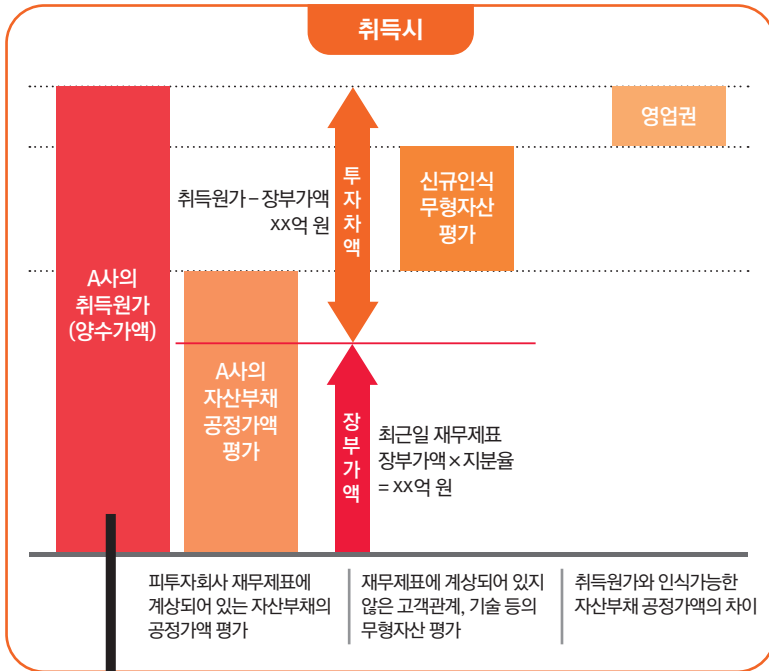 취득시
영업권
투
자
차
액
신규인식
무형자산
평가
취득원가 – 장부가액
XX억 원
A사의
취득원가
(양수가액)
A사의
자산부채
공정가액
평가
장
부
가
액
최근일 재무제표
장부가액×지분율
= XX억 원
피투자회사 재무제표에
계상되어 있는 자산부채의
공정가액 평가
재무제표에 계상되어 있지
않은 고객관계, 기술 등의
무형자산 평가
취득원가와 인식가능한
자산부채 공정가액의 차이